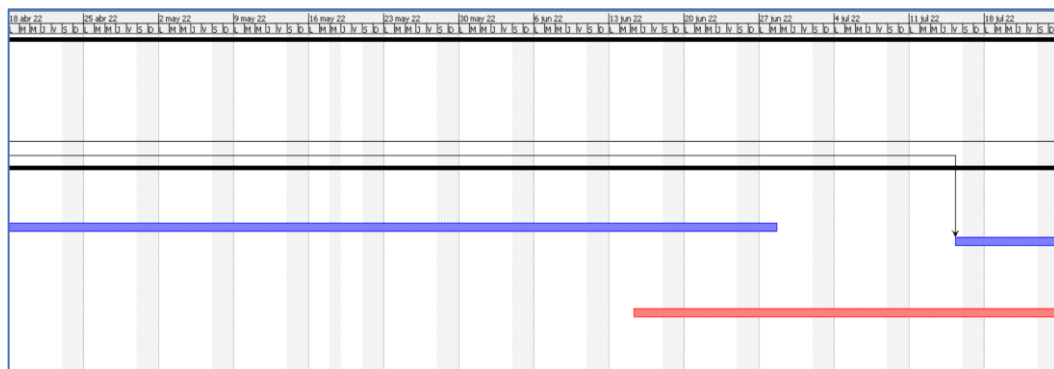 18 abr 22 25 abr 22 2 may 22 9 may 22 16 may 22 23 may 22 30 may 22 6 jun 22 13 jun 22 20 jun 22 27 jun 22 4 jul 22 11 jul 22 18 jul 22
L M M J V S D L M M J V S D L M M J V S D L M M J V S D L M M J V S D L M M J V S D L M M J V S D L M M J V S D L M M J V S D L M M J V S D L M M J V S D L M M J V S D L M M J V S D L M M J V S D